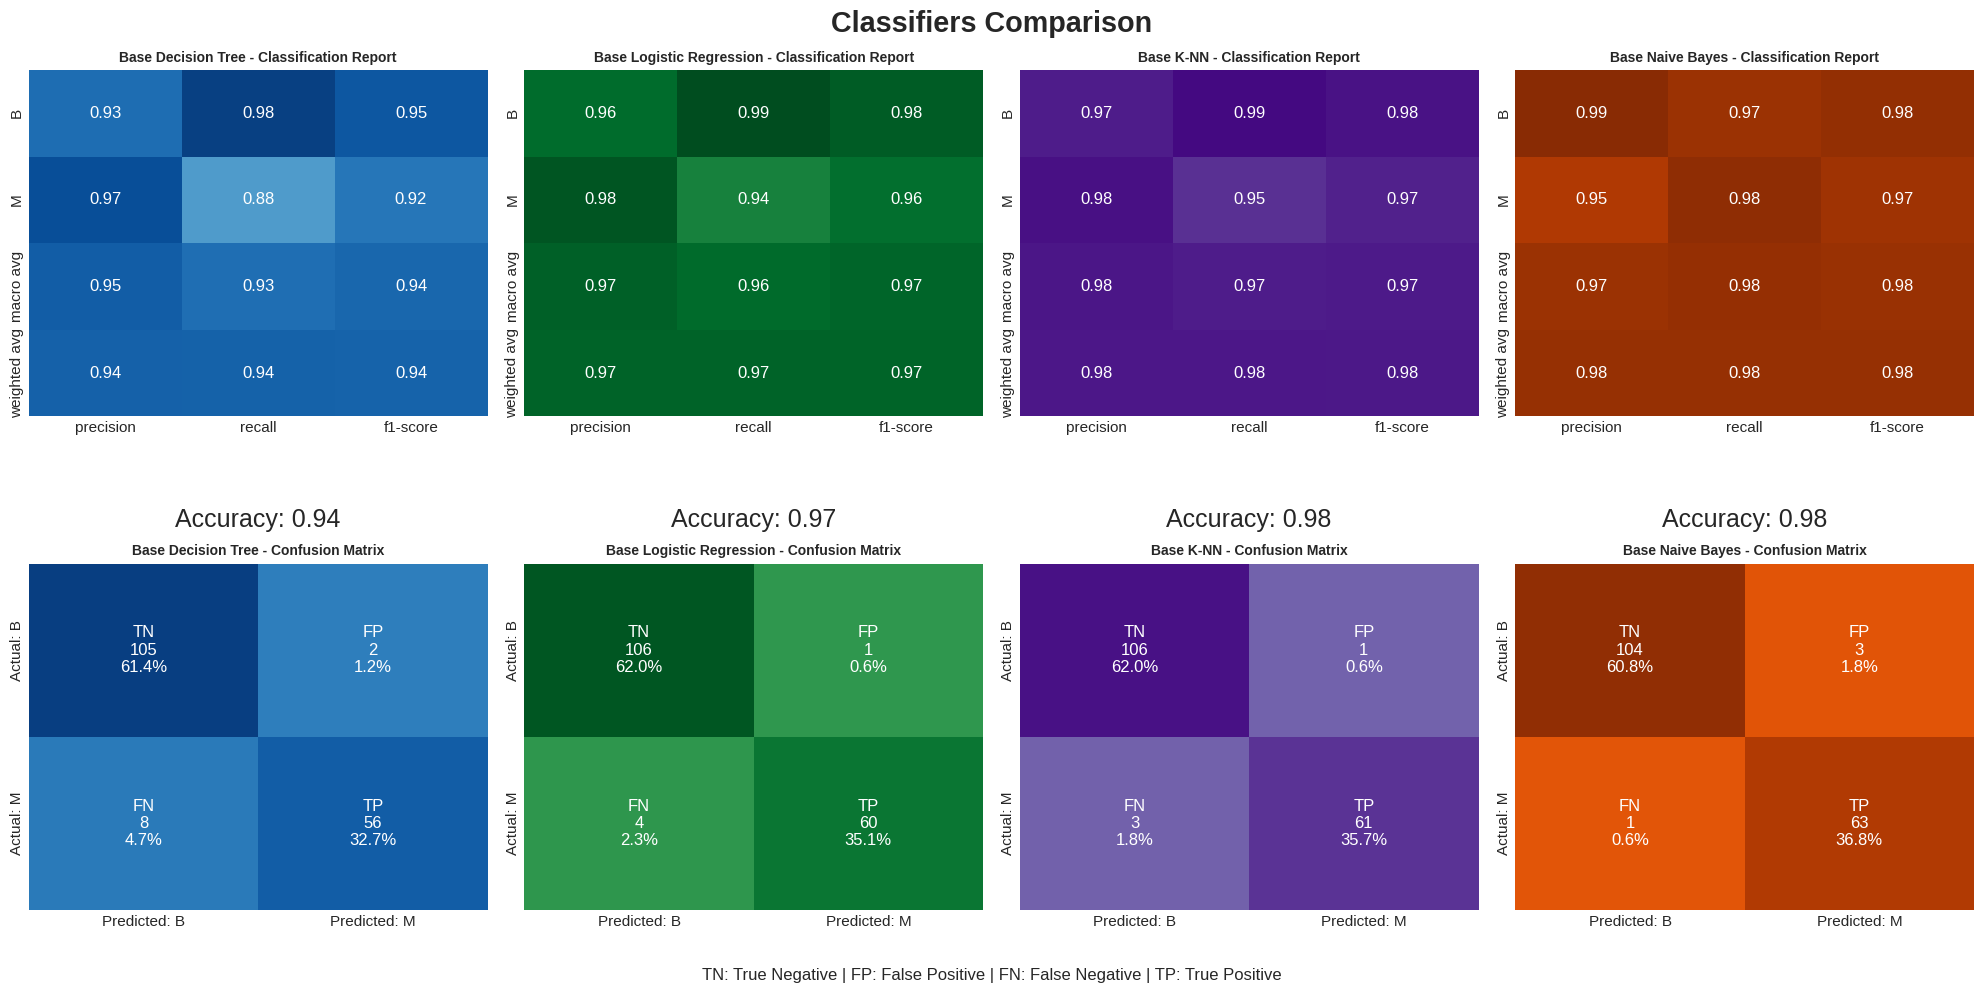 Classifiers Comparison
Base Decision Tree - Classification Report
B
0.93 0.98 0.95
M
0.97 0.88 0.92
macro avg
0.95 0.93 0.94
weighted avg
0.94 0.94 0.94
precision recall f1-score
Base Logistic Regression - Classification Report
B
0.96 0.99 0.98
M
0.98 0.94 0.96
macro avg
0.97 0.96 0.97
weighted avg
0.97 0.97 0.97
precision recall f1-score
Base K-NN - Classification Report
B
0.97 0.99 0.98
M
0.98 0.95 0.97
macro avg
0.98 0.97 0.97
weighted avg
0.98 0.98 0.98
precision recall f1-score
Base Naive Bayes - Classification Report
B
0.99 0.97 0.98
M
0.95 0.98 0.97
macro avg
0.97 0.98 0.98
weighted avg
0.98 0.98 0.98
precision recall f1-score
Accuracy: 0.94
Base Decision Tree - Confusion Matrix
Actual: B
TN
105
61.4%
FP
2
1.2%
Actual: M
FN
8
4.7%
TP
56
32.7%
Predicted: B Predicted: M
Accuracy: 0.97
Base Logistic Regression - Confusion Matrix
Actual: B
TN
106
62.0%
FP
1
0.6%
Actual: M
FN
4
2.3%
TP
60
35.1%
Predicted: B Predicted: M
Accuracy: 0.98
Base K-NN - Confusion Matrix
Actual: B
TN
106
62.0%
FP
1
0.6%
Actual: M
FN
3
1.8%
TP
61
35.7%
Predicted: B Predicted: M
Accuracy: 0.98
Base Naive Bayes - Confusion Matrix
Actual: B
TN
104
60.8%
FP
3
1.8%
Actual: M
FN
1
0.6%
TP
63
36.8%
Predicted: B Predicted: M
TN: True Negative | FP: False Positive | FN: False Negative | TP: True Positive